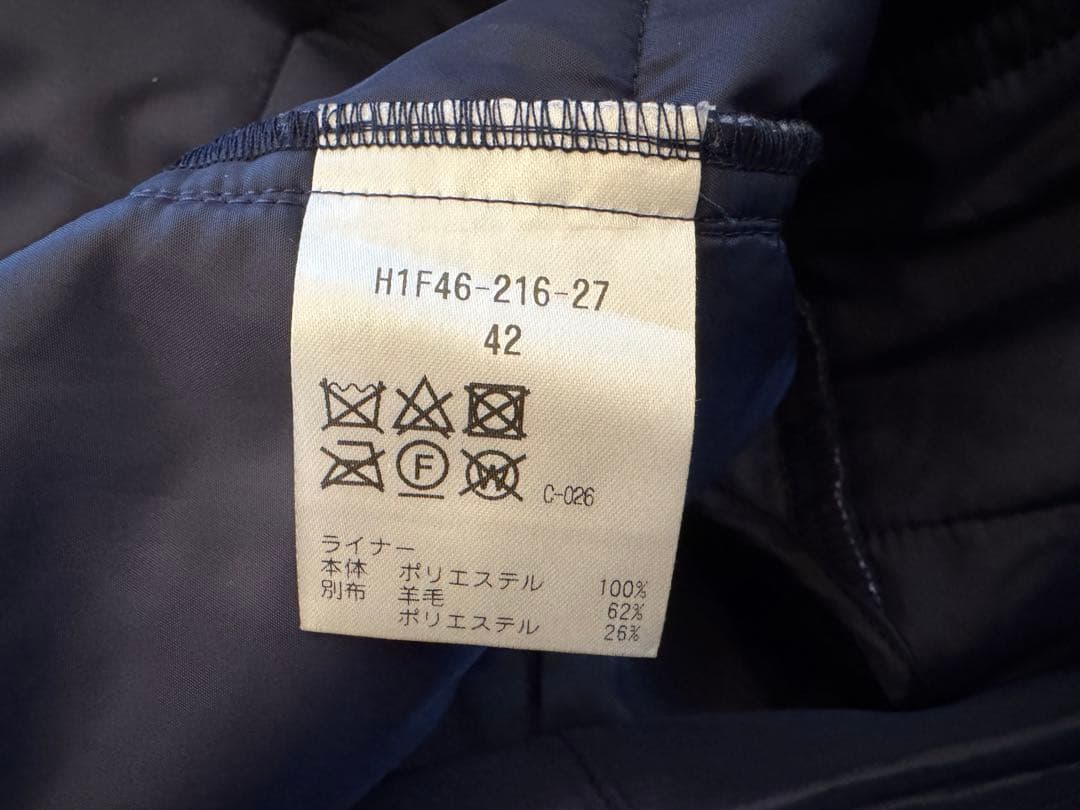 H1F46-216-27
42
F
W
C-026
ライナー
本体 ポリエステル 100%
別布 羊毛 62%
ポリエステル 26%